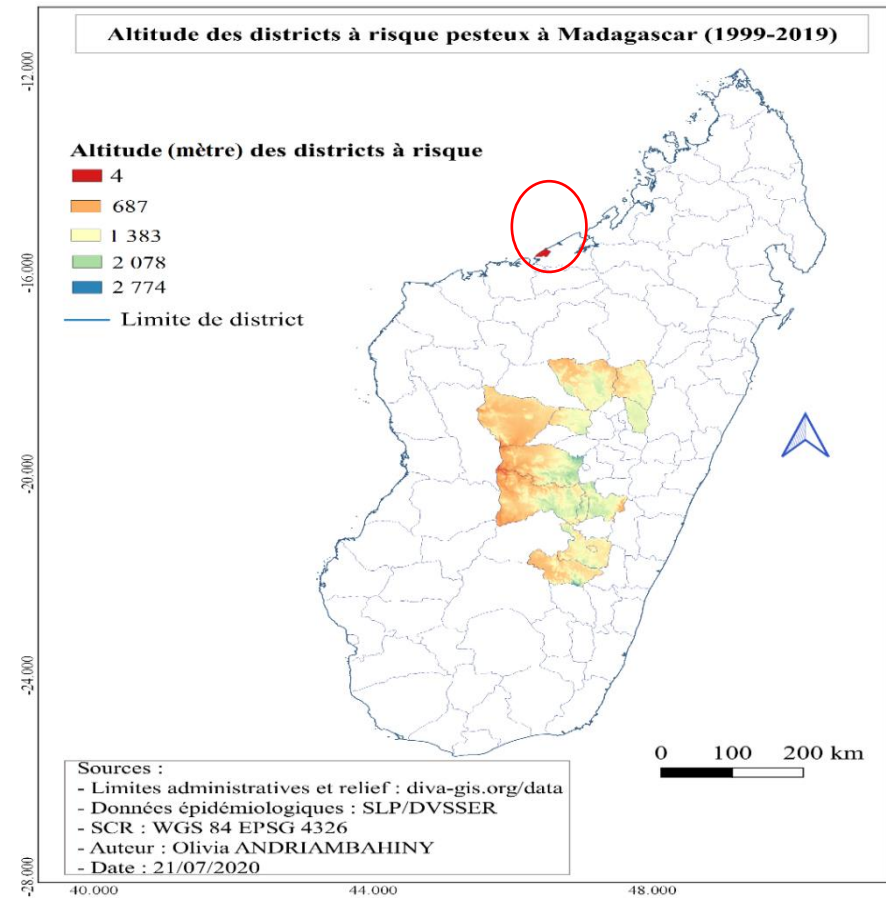 Altitude des districts à risque pesteux à Madagascar (1999-2019)
-12.000
Altitude (mètre) des districts à risque
4
687
1 383
2 078
2 774
Limite de district
-16.000
-20.000
-24.000
0 100 200 km
Sources :
- Limites administratives et relief : diva-gis.org/data
- Données épidémiologiques : SLP/DVSSER
- SCR : WGS 84 EPSG 4326
- Auteur : Olivia ANDRIAMBAHINY
- Date : 21/07/2020
-28.000
40.000 44.000 48.000